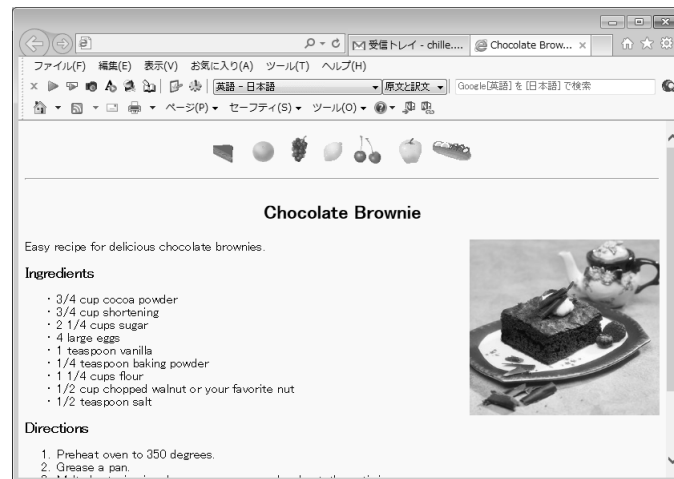 受信トレイ - chille....
Chocolate Brow...
ファイル(F) 編集(E) 表示(V) お気に入り(A) ツール(T) ヘルプ(H)
英語 - 日本語 原文と訳文 Google[英語] を [日本語] で検索
ページ(P) セーフティ(S) ツール(O)
Chocolate Brownie
Easy recipe for delicious chocolate brownies.
Ingredients
・3/4 cup cocoa powder
・3/4 cup shortening
・2 1/4 cups sugar
・4 large eggs
・1 teaspoon vanilla
・1/4 teaspoon baking powder
・1 1/4 cups flour
・1/2 cup chopped walnut or your favorite nut
・1/2 teaspoon salt
Directions
1. Preheat oven to 350 degrees.
2. Grease a pan.